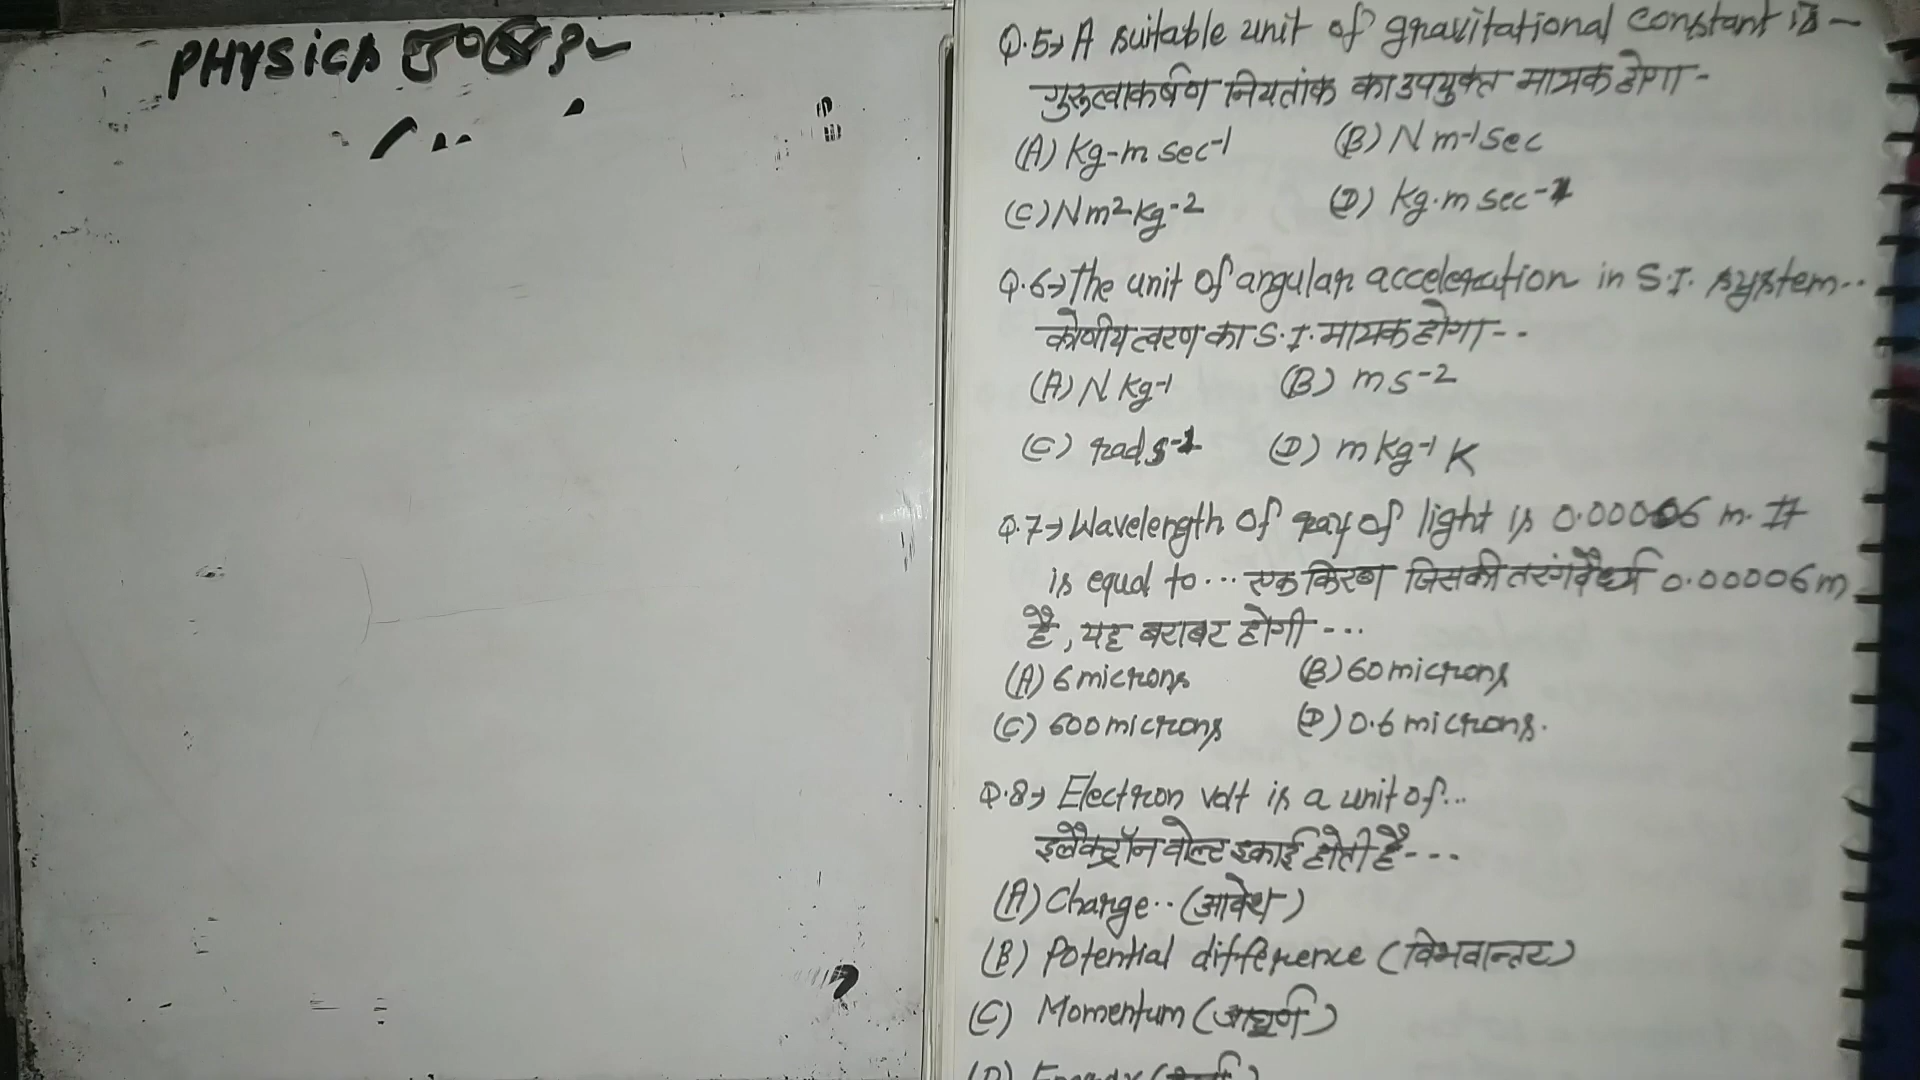 PHYSICS
Q.5→ A suitable unit of gravitational constant is -
गुरुत्वाकर्षण नियतांक का उपयुक्त मात्रक होगा -
(A) Kg-m sec-1 (B) N m-1 sec
(C) N m2 kg-2 (D) kg.m sec-1
Q.6→ The unit of angular acceleration in S.I. system..
कोणीय त्वरण का S.I. मात्रक होगा -..
(A) N kg-1 (B) m s-2
(C) rad s-2 (D) m kg-1 K
Q.7→ Wavelength of ray of light is 0.00006 m. It
is equal to... एक किरण जिसकी तरंगदैर्ध्य 0.00006 m
है, यह बराबर होगी -...
(A) 6 microns (B) 60 microns
(C) 600 microns (D) 0.6 microns.
Q.8→ Electron volt is a unit of...
इलैक्ट्रॉन वोल्ट इकाई होती है - - -
(A) Charge.. (आवेश)
(B) Potential difference (विभवान्तर)
(C) Momentum (आघूर्ण)
(D) Energy